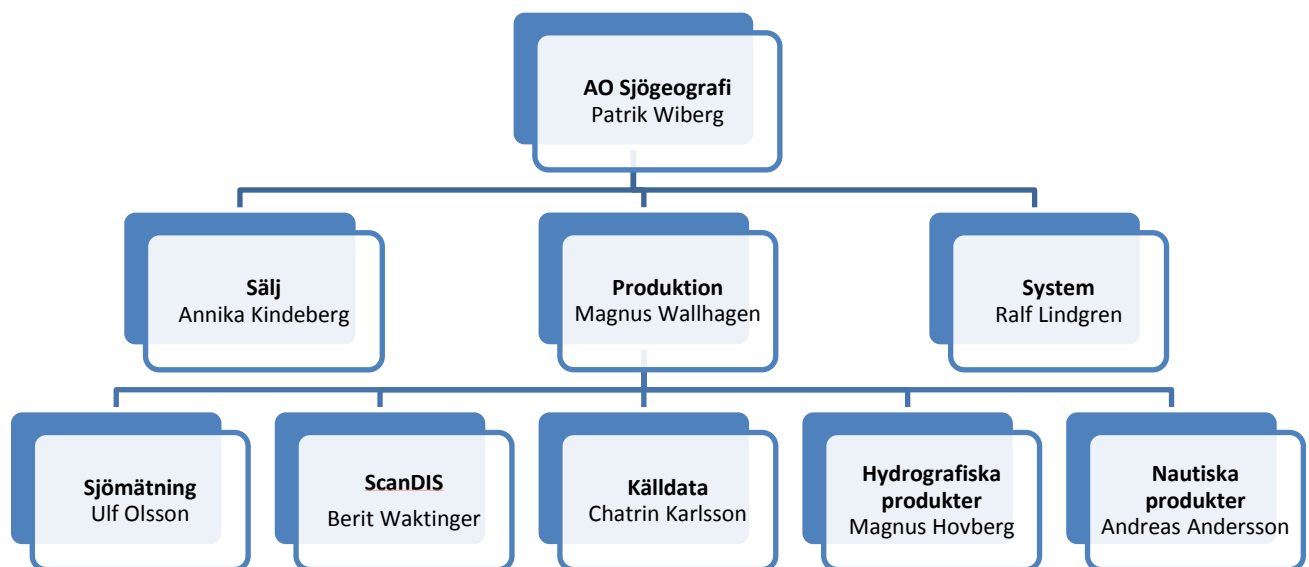 AO Sjögeografi
Patrik Wiberg
Sälj
Annika Kindeberg
Produktion
Magnus Wallhagen
System
Ralf Lindgren
Sjömätning
Ulf Olsson
ScanDIS
Berit Waktinger
Källdata
Chatrin Karlsson
Hydrografiska
produkter
Magnus Hovberg
Nautiska
produkter
Andreas Andersson